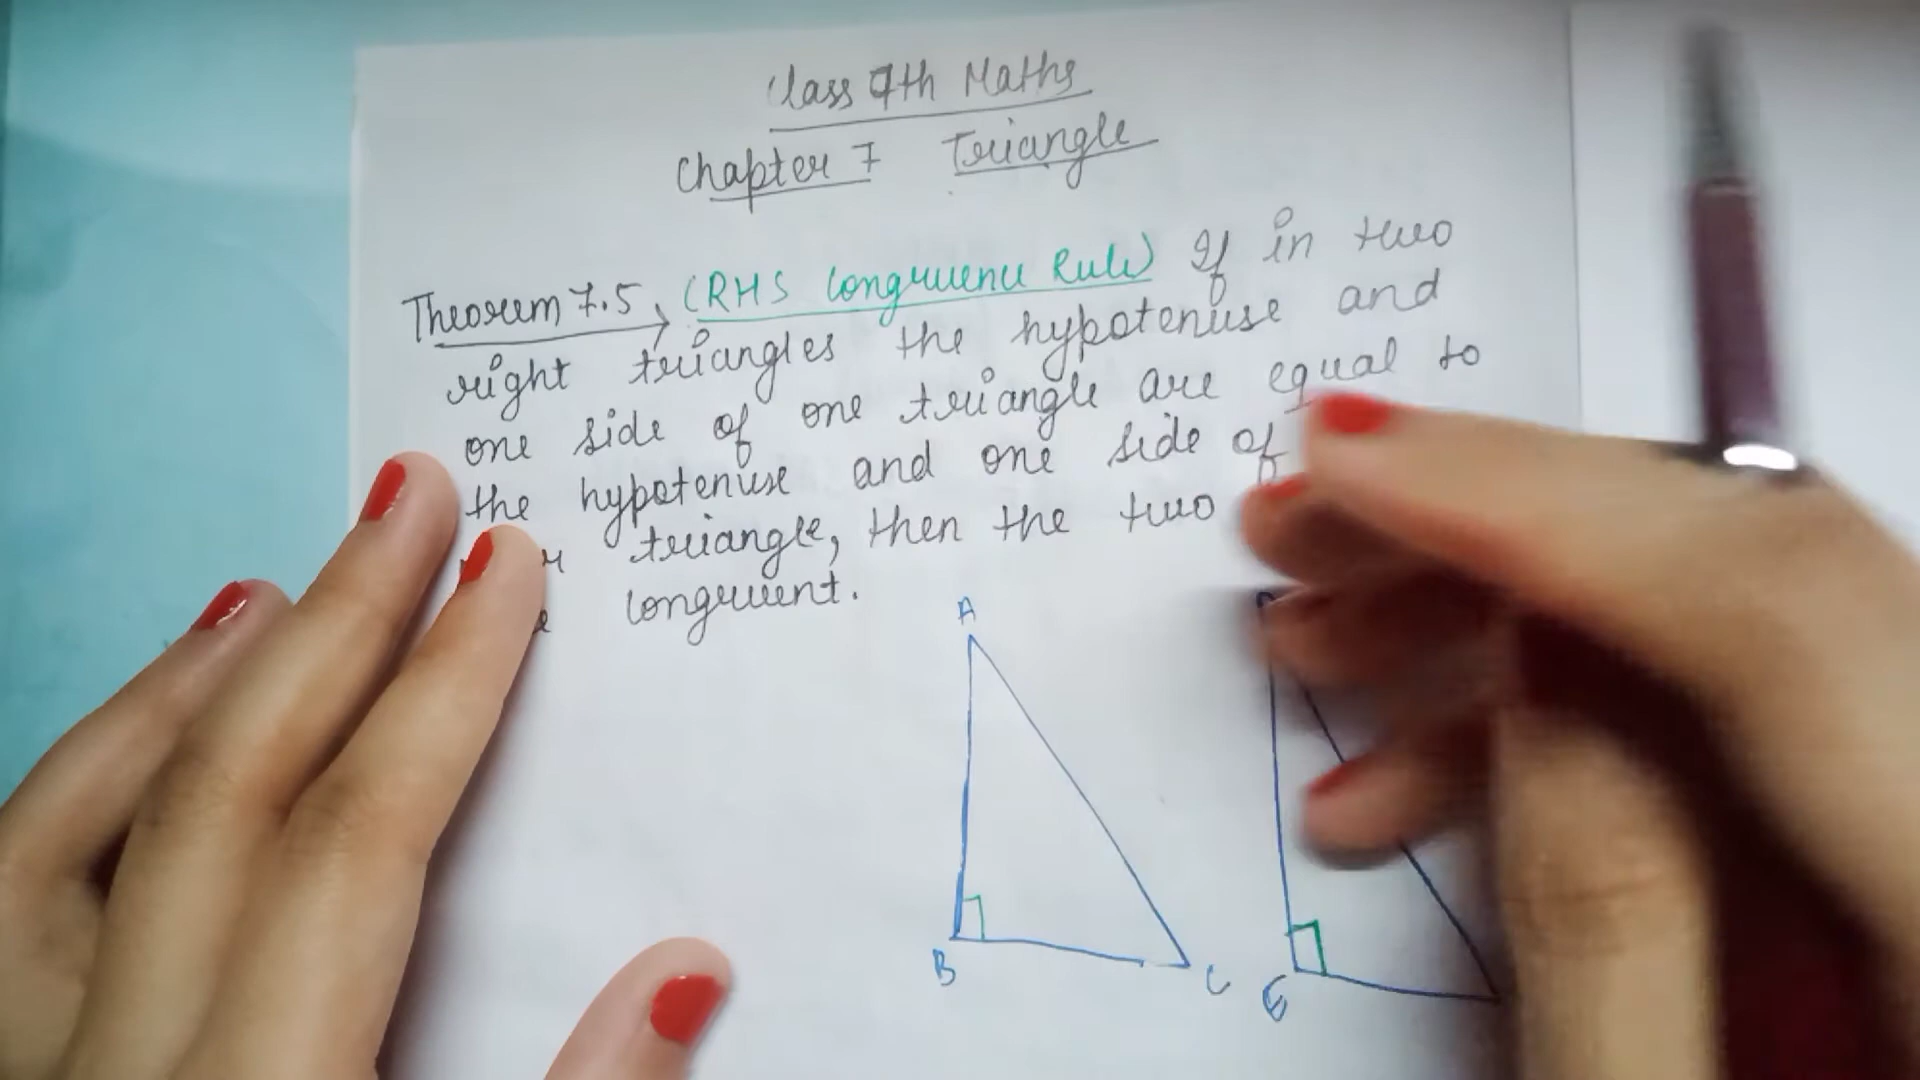 Class 9th Maths
Chapter 7 Triangle
Theorem 7.5, (RHS Congruence Rule) If in two
right triangles the hypotenuse and
one side of one triangle are equal to
the hypotenuse and one side of
triangle, then the two
congruent.
A
B
C
E